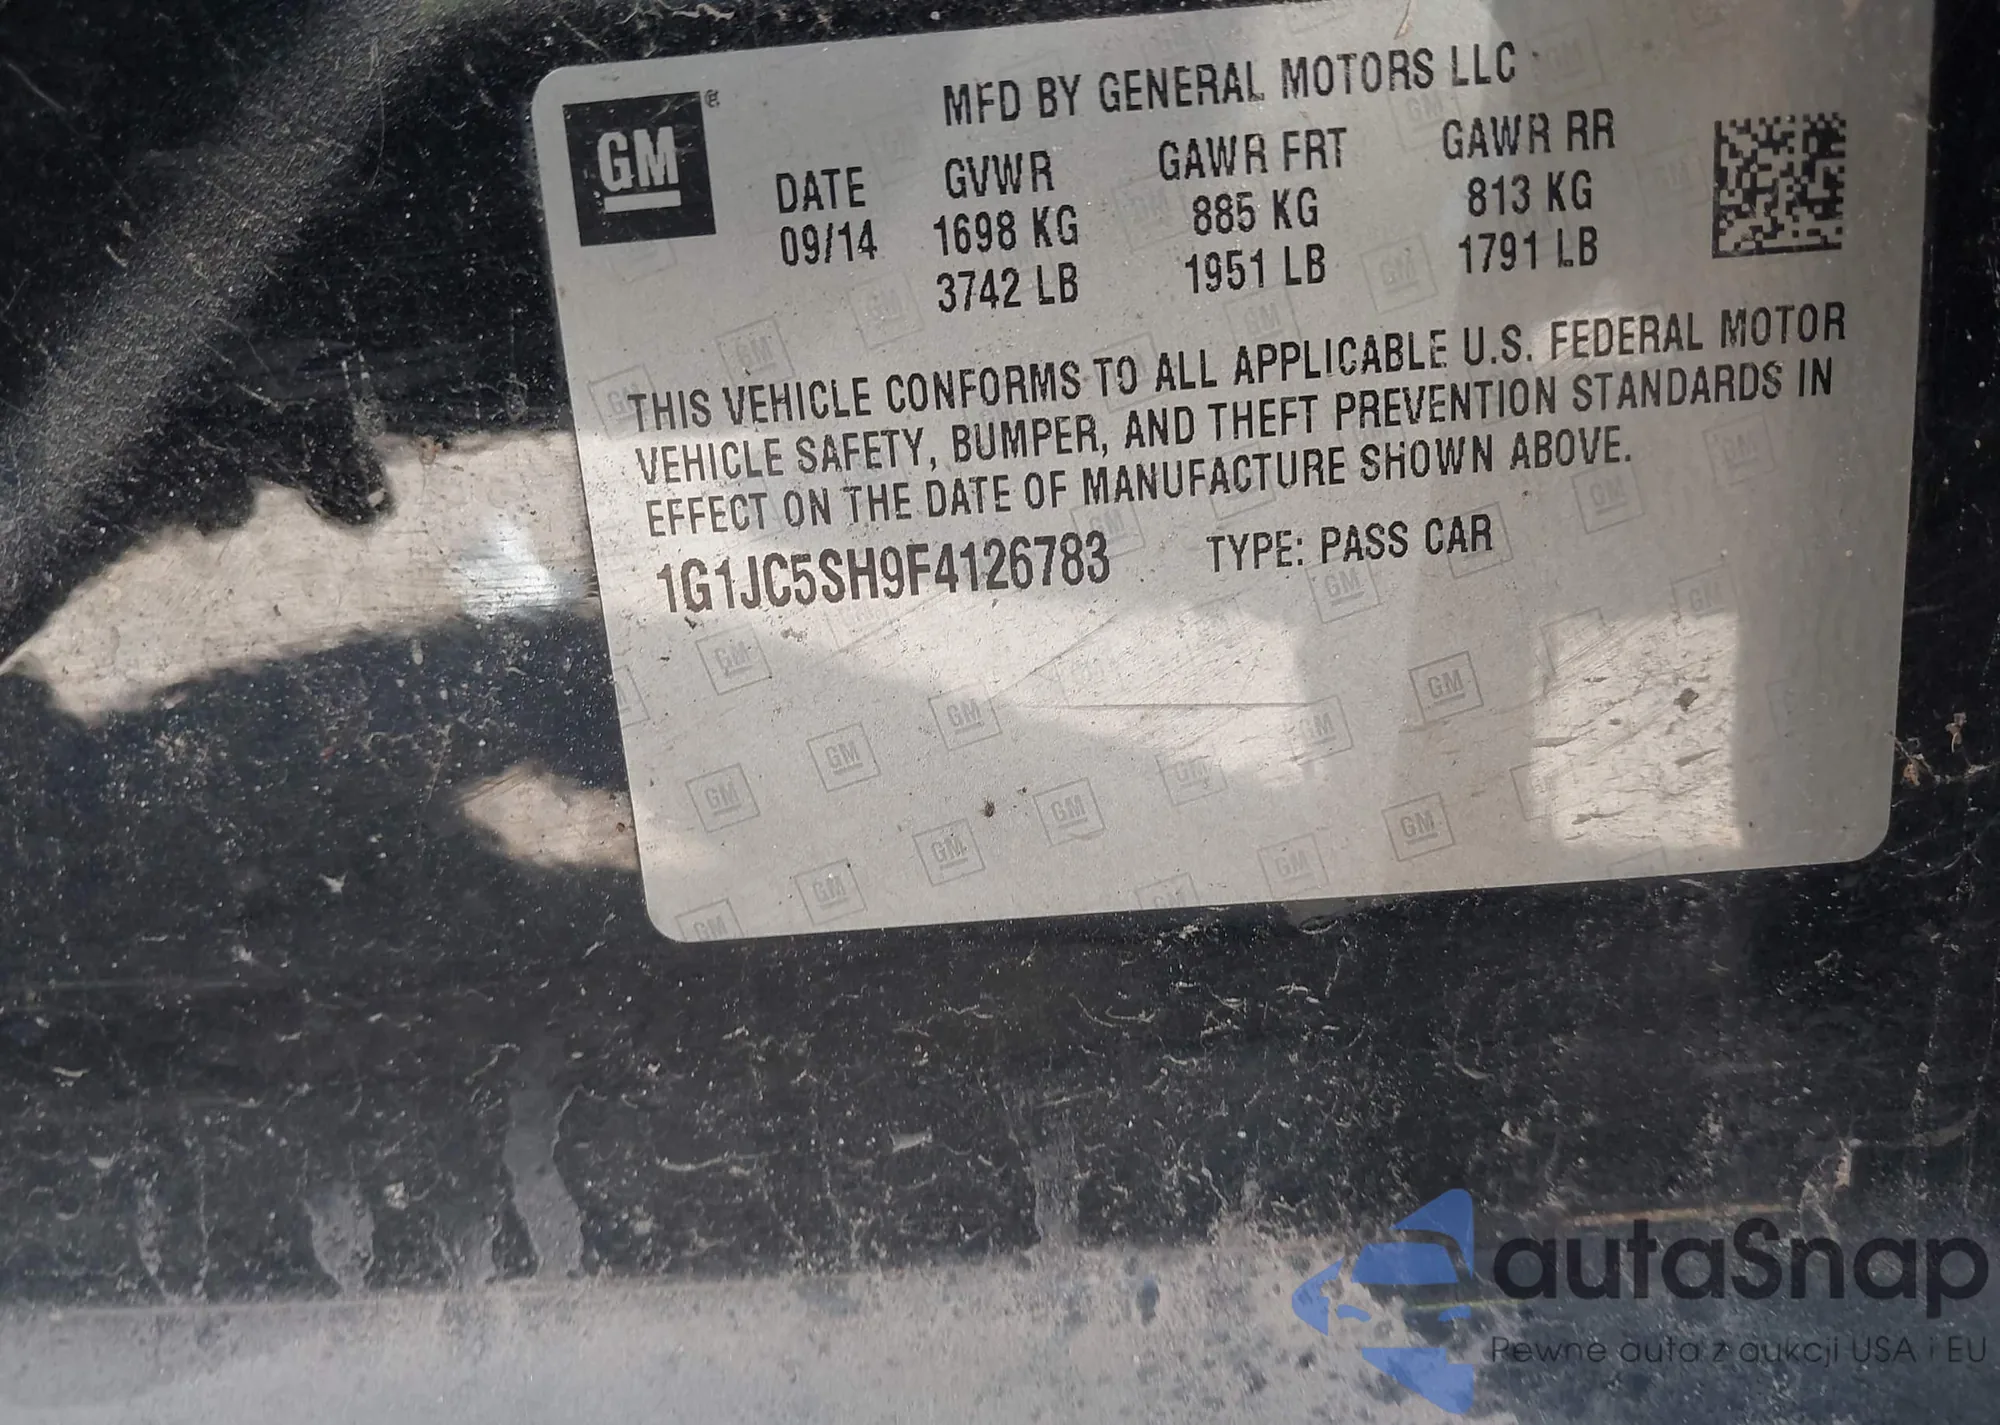 GM ®
MFD BY GENERAL MOTORS LLC
DATE GVWR GAWR FRT GAWR RR
09/14 1698 KG 885 KG 813 KG
3742 LB 1951 LB 1791 LB
THIS VEHICLE CONFORMS TO ALL APPLICABLE U.S. FEDERAL MOTOR
VEHICLE SAFETY, BUMPER, AND THEFT PREVENTION STANDARDS IN
EFFECT ON THE DATE OF MANUFACTURE SHOWN ABOVE.
1G1JC5SH9F4126783 TYPE: PASS CAR
autaSnap
Pewne auta z aukcji USA i EU